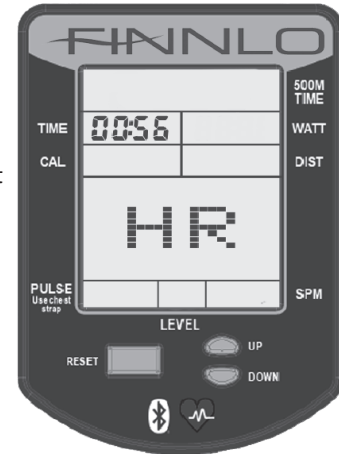 FINNLO
500M
TIME
TIME 00:56 WATT
CAL DIST
HR
PULSE
Use chest
strap
SPM
LEVEL
RESET
UP
DOWN